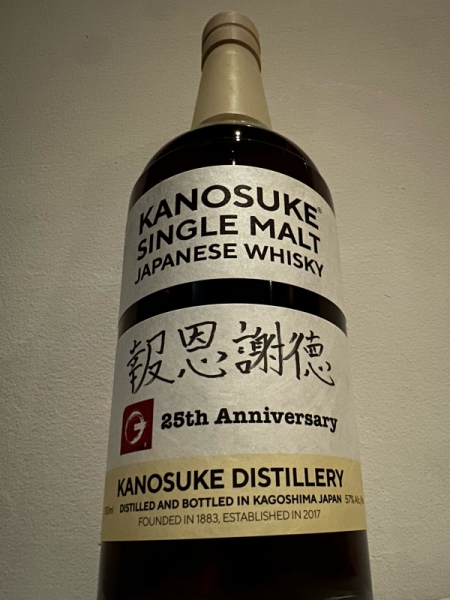 KANOSUKE®
SINGLE MALT
JAPANESE WHISKY
報恩謝徳
25th Anniversary
KANOSUKE DISTILLERY
DISTILLED AND BOTTLED IN KAGOSHIMA JAPAN 57%
FOUNDED IN 1883, ESTABLISHED IN 2017